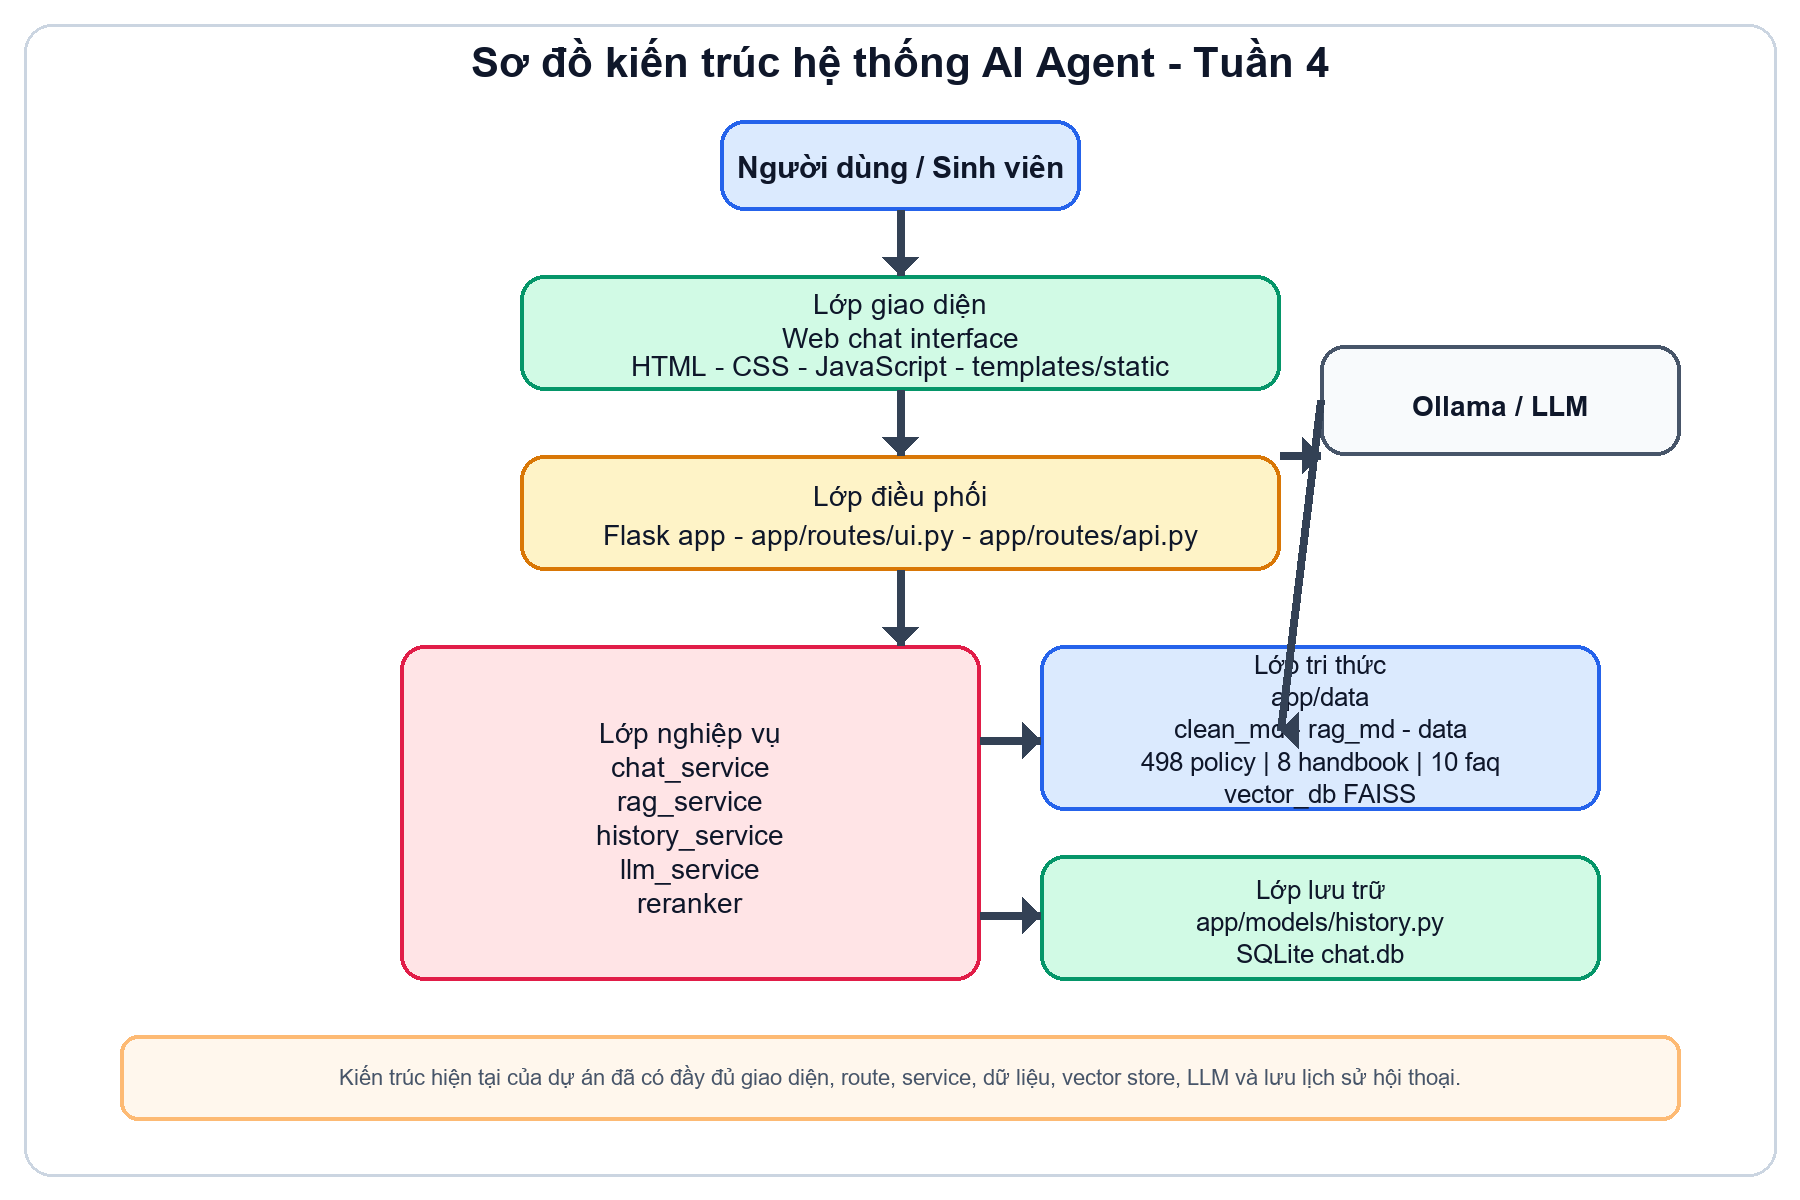 Sơ đồ kiến trúc hệ thống AI Agent - Tuần 4
Người dùng / Sinh viên
Lớp giao diện
Web chat interface
HTML - CSS - JavaScript - templates/static
Ollama / LLM
Lớp điều phối
Flask app - app/routes/ui.py - app/routes/api.py
Lớp nghiệp vụ
chat_service
rag_service
history_service
llm_service
reranker
Lớp tri thức
app/data
clean_md - rag_md - data
498 policy | 8 handbook | 10 faq
vector_db FAISS
Lớp lưu trữ
app/models/history.py
SQLite chat.db
Kiến trúc hiện tại của dự án đã có đầy đủ giao diện, route, service, dữ liệu, vector store, LLM và lưu lịch sử hội thoại.